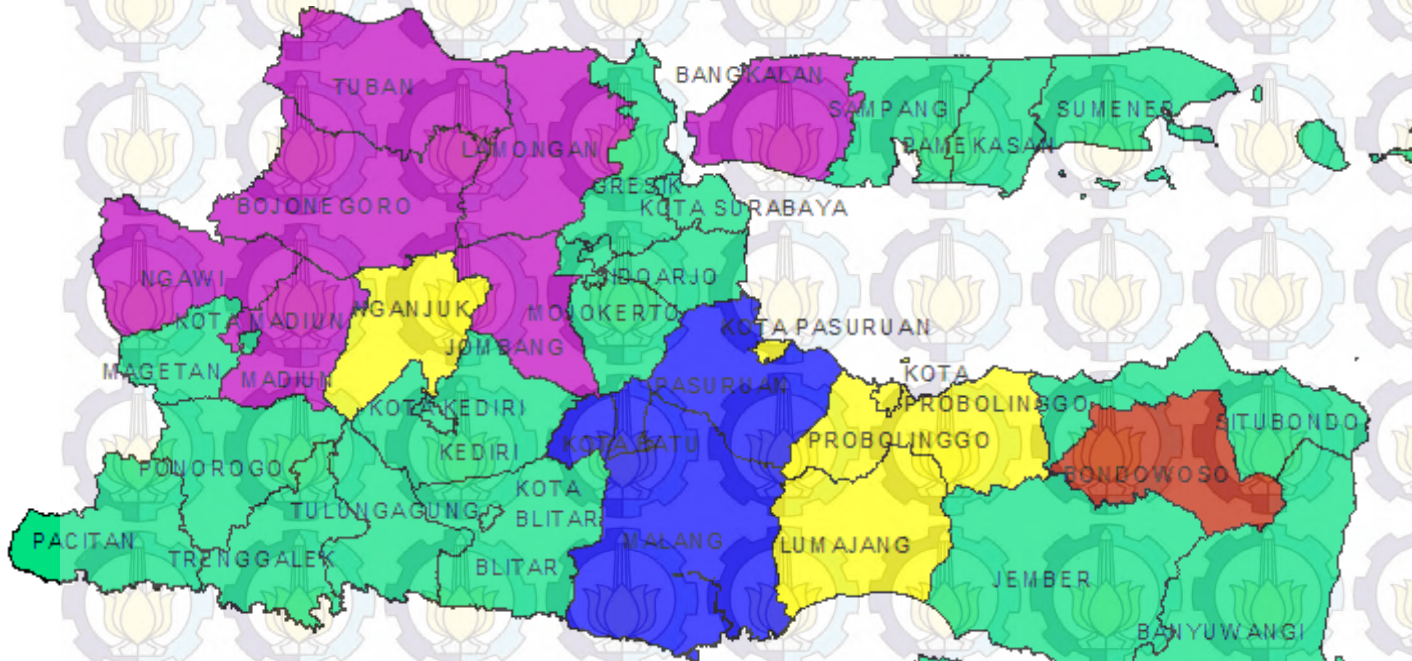 TUBAN
BANGKALAN
SAMPANG
SUMENEP
PAMEKASAN
LAMONGAN
GRESIK
KOTA SURABAYA
BOJONEGORO
NGAWI
SIDOARJO
NGANJUK
MOJOKERTO
KOTA MADIUN
KOTA PASURUAN
JOMBANG
MAGETAN
MADIUN
KOTA
PROBOLINGGO
PASURUAN
KOTA KEDIRI
SITUBONDO
PROBOLINGGO
KOTA BATU
KEDIRI
PONOROGO
BONDOWOSO
KOTA
BLITAR
TULUNGAGUNG
PACITAN
MALANG
LUMAJANG
TRENGGALEK
BLITAR
JEMBER
BANYUWANGI